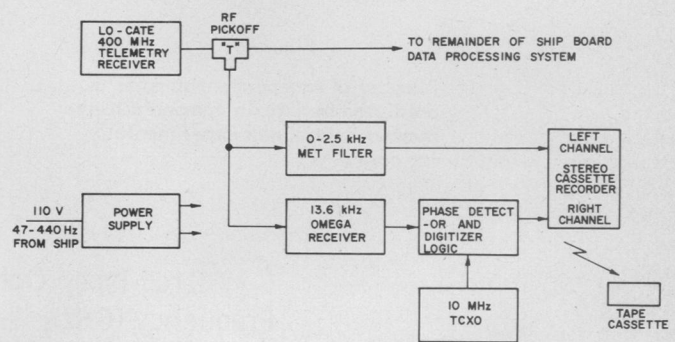 LO-CATE
400 MHz
TELEMETRY
RECEIVER
RF
PICKOFF
"T"
TO REMAINDER OF SHIP BOARD
DATA PROCESSING SYSTEM
0-2.5 kHz
MET FILTER
LEFT
CHANNEL
STEREO
CASSETTE
RECORDER
RIGHT
CHANNEL
110 V
47-440 Hz
FROM SHIP
POWER
SUPPLY
13.6 kHz
OMEGA
RECEIVER
PHASE DETECT
-OR AND
DIGITIZER
LOGIC
10 MHz
TCXO
TAPE
CASSETTE